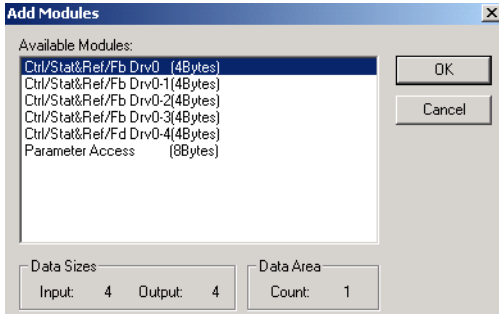 Add Modules
Available Modules:
Ctrl/Stat&Ref/Fb Drv0 (4Bytes)
Ctrl/Stat&Ref/Fb Drv0-1(4Bytes)
Ctrl/Stat&Ref/Fb Drv0-2(4Bytes)
Ctrl/Stat&Ref/Fb Drv0-3(4Bytes)
Ctrl/Stat&Ref/Fd Drv0-4(4Bytes)
Parameter Access (8Bytes)
OK
Cancel
Data Sizes
Input: 4 Output: 4
Data Area
Count: 1